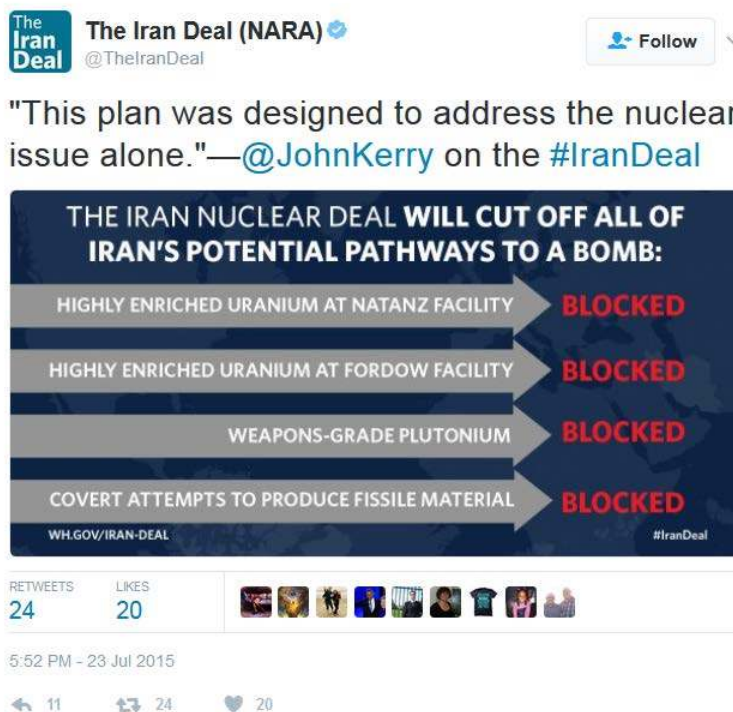 The
Iran
Deal
The Iran Deal (NARA)
@TheIranDeal
Follow
"This plan was designed to address the nuclear
issue alone."—@JohnKerry on the #IranDeal
THE IRAN NUCLEAR DEAL WILL CUT OFF ALL OF
IRAN'S POTENTIAL PATHWAYS TO A BOMB:
HIGHLY ENRICHED URANIUM AT NATANZ FACILITY BLOCKED
HIGHLY ENRICHED URANIUM AT FORDOW FACILITY BLOCKED
WEAPONS-GRADE PLUTONIUM BLOCKED
COVERT ATTEMPTS TO PRODUCE FISSILE MATERIAL BLOCKED
WH.GOV/IRAN-DEAL #IranDeal
RETWEETS LIKES
24 20
5:52 PM - 23 Jul 2015
11 24 20